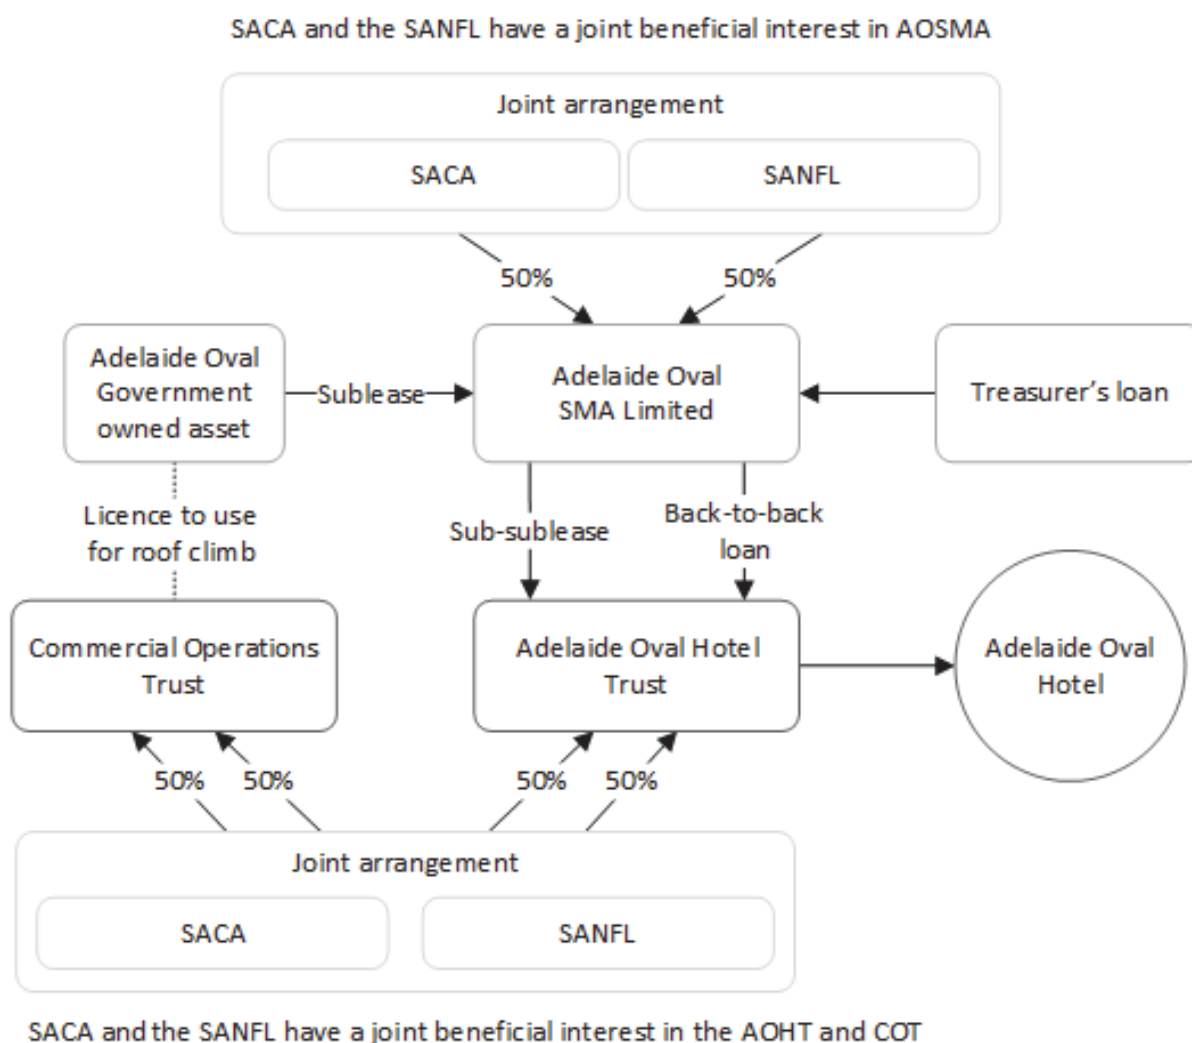 SACA and the SANFL have a joint beneficial interest in AOSMA
Joint arrangement
SACA
SANFL
50%
50%
Adelaide Oval
Government
owned asset
Sublease
Adelaide Oval
SMA Limited
Treasurer's loan
Licence to use
for roof climb
Sub-sublease
Back-to-back
loan
Commercial Operations
Trust
Adelaide Oval Hotel
Trust
Adelaide Oval
Hotel
50%
50%
50%
50%
Joint arrangement
SACA
SANFL
SACA and the SANFL have a joint beneficial interest in the AOHT and COT